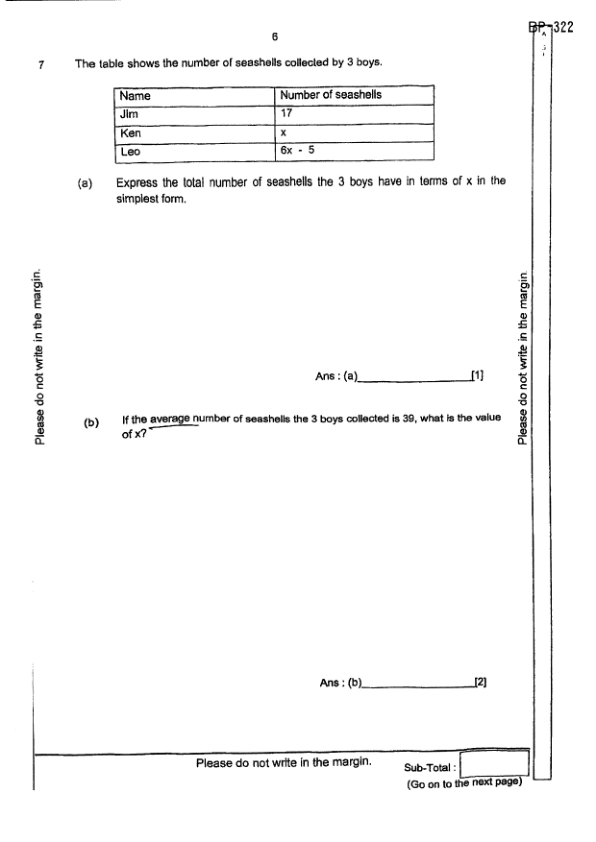 BP-322
6
7 The table shows the number of seashells collected by 3 boys.
Name Number of seashells
Jim 17
Ken x
Leo 6x - 5
(a) Express the total number of seashells the 3 boys have in terms of x in the
simplest form.
Please do not write in the margin.
Please do not write in the margin.
Ans : (a) [1]
(b) If the average number of seashells the 3 boys collected is 39, what is the value
of x?
Ans : (b) [2]
Please do not write in the margin.
Sub-Total :
(Go on to the next page)